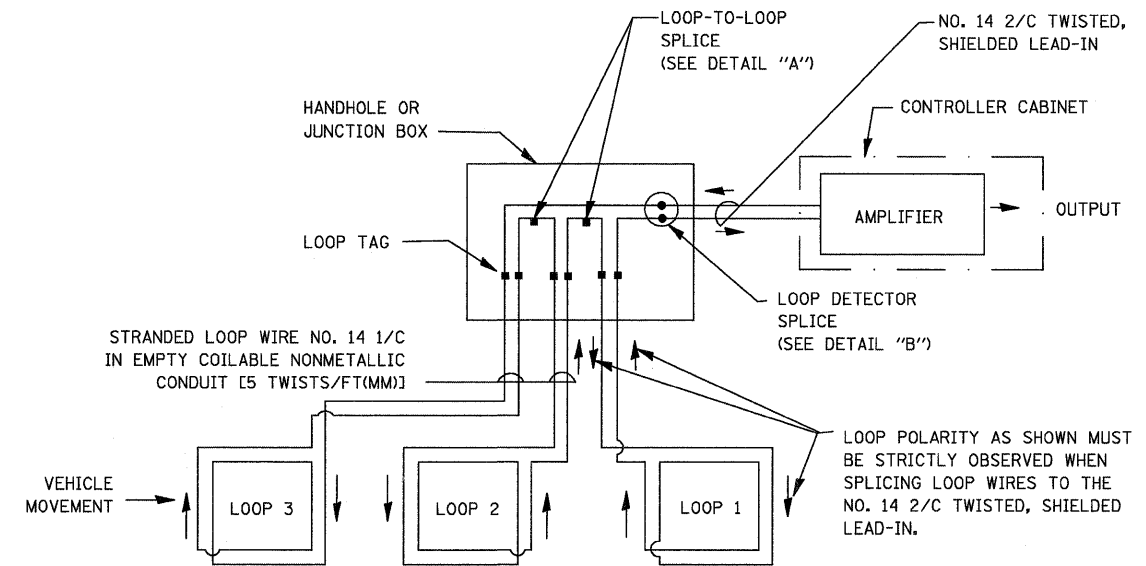 LOOP-TO-LOOP
SPLICE
(SEE DETAIL "A")
NO. 14 2/C TWISTED,
SHIELDED LEAD-IN
HANDHOLE OR
JUNCTION BOX
CONTROLLER CABINET
AMPLIFIER
OUTPUT
LOOP TAG
LOOP DETECTOR
SPLICE
(SEE DETAIL "B")
STRANDED LOOP WIRE NO. 14 1/C
IN EMPTY COILABLE NONMETALLIC
CONDUIT [5 TWISTS/FT(MM)]
LOOP POLARITY AS SHOWN MUST
BE STRICTLY OBSERVED WHEN
SPLICING LOOP WIRES TO THE
NO. 14 2/C TWISTED, SHIELDED
LEAD-IN.
VEHICLE
MOVEMENT
LOOP 3
LOOP 2
LOOP 1